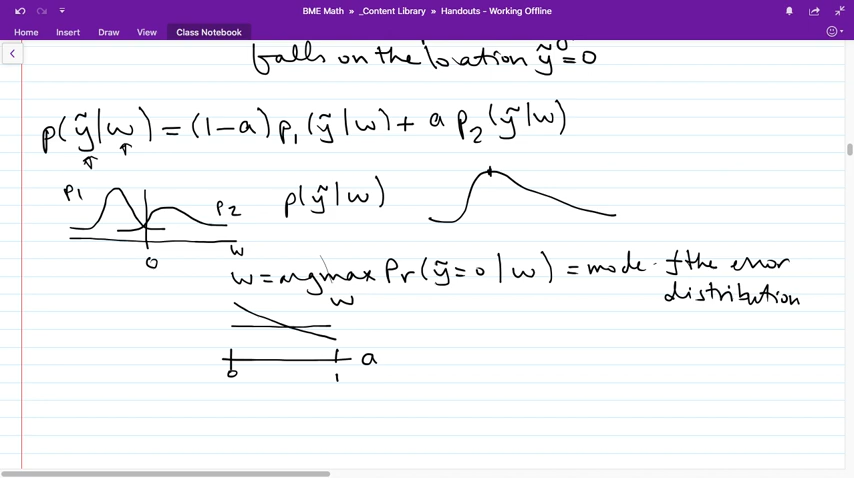 BME Math » _Content Library » Handouts - Working Offline
Home Insert Draw View Class Notebook
falls on the location ỹ⁰=0
p(ỹ|w) = (1-a) p₁(ỹ|w) + a p₂(ỹ|w)
p1 p2 p(ỹ|w)
w
0
w = argmax Pr(ỹ=0|w) = mode of the error
w distribution
a
0 1